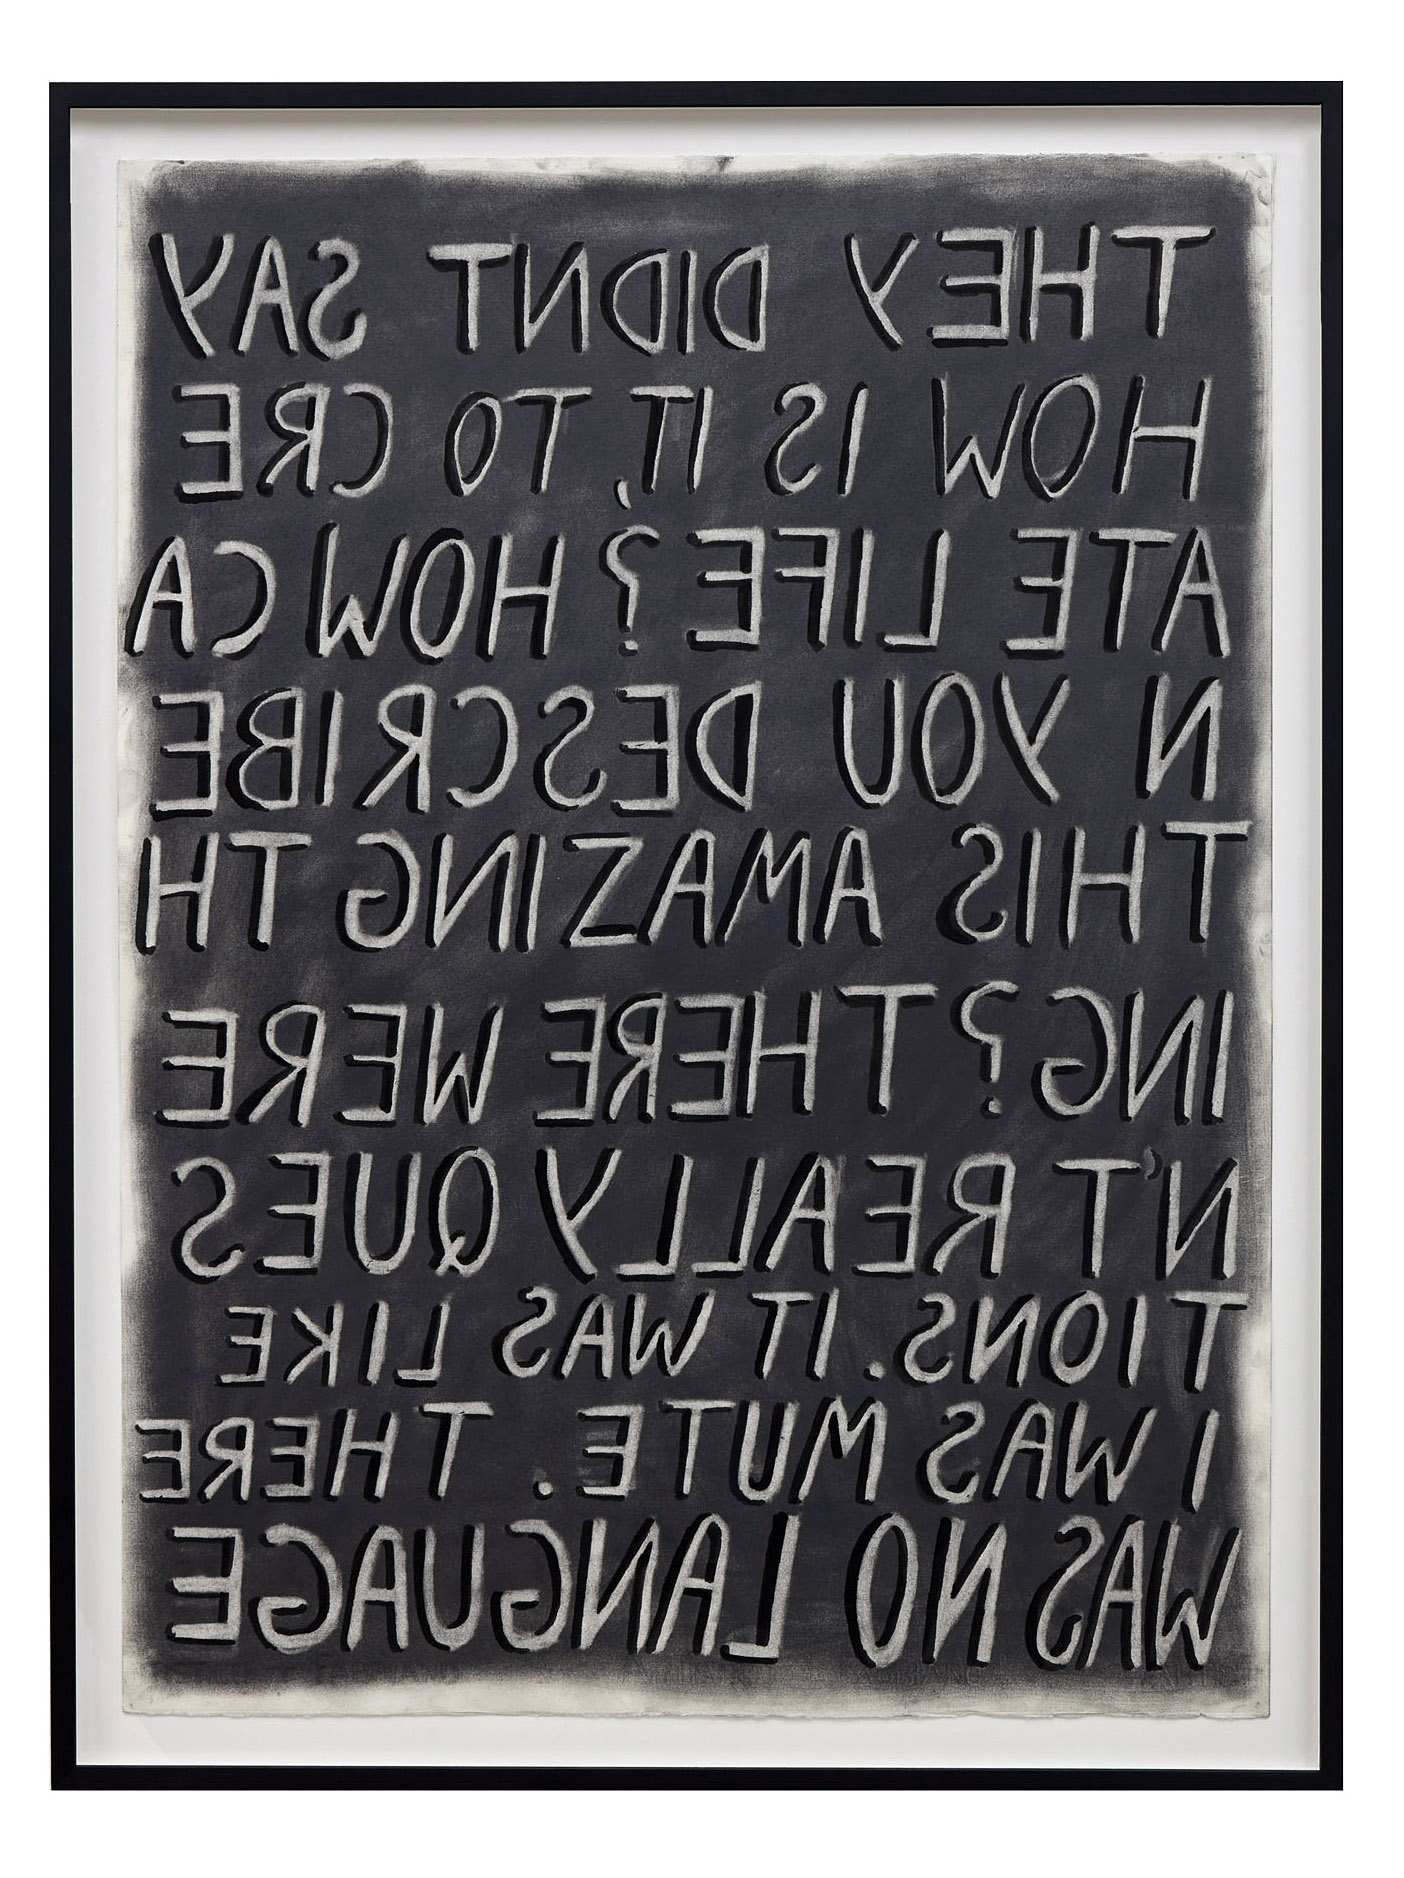 THEY DIDNT SAY
HOW IS IT, TO CRE
ATE LIFE? HOW CA
N YOU DESCRIBE
THIS AMAZING TH
ING? THERE WERE
N'T REALLY QUES
TIONS. IT WAS LIKE
I WAS MUTE. THERE
WAS NO LANGUAGE